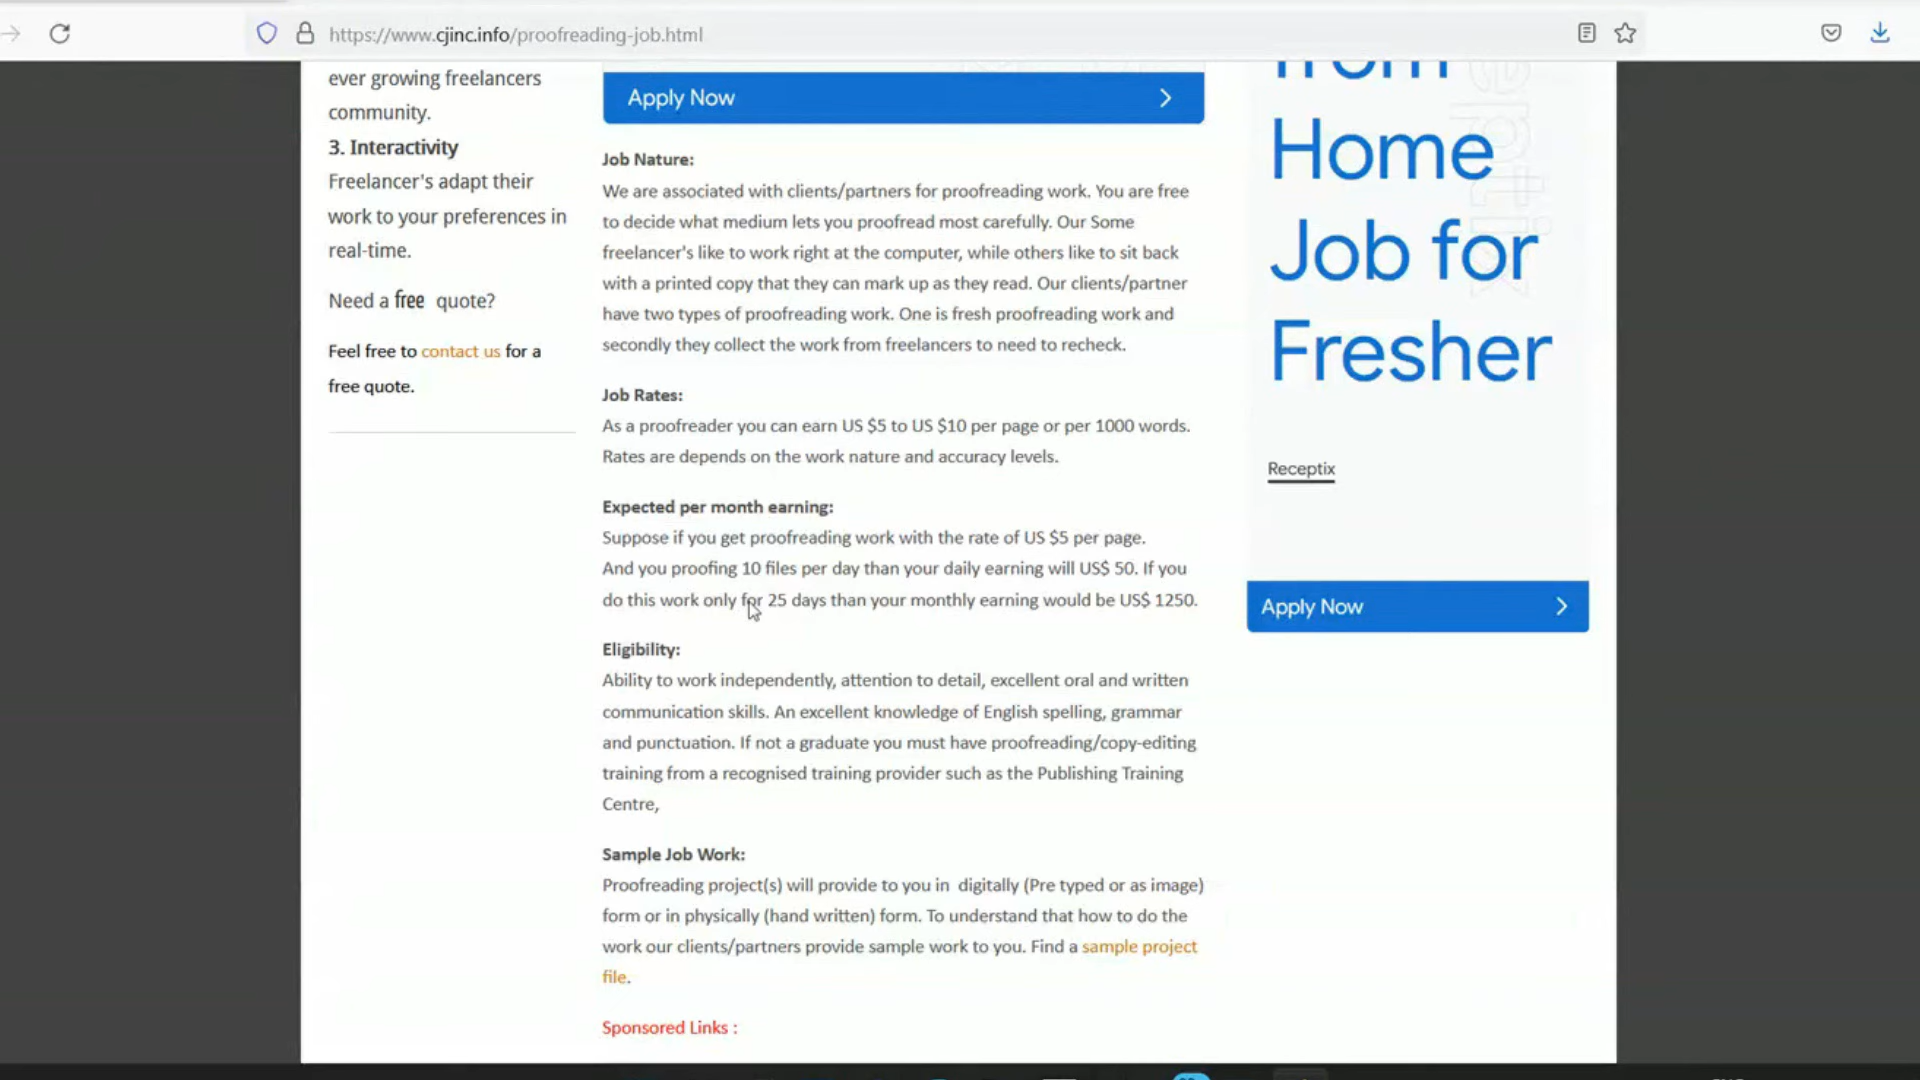 https://www.cjinc.info/proofreading-job.html
ever growing freelancers
community.
3. Interactivity
Freelancer's adapt their
work to your preferences in
real-time.
Need a free quote?
Feel free to contact us for a
free quote.
Apply Now
Job Nature:
We are associated with clients/partners for proofreading work. You are free
to decide what medium lets you proofread most carefully. Our Some
freelancer's like to work right at the computer, while others like to sit back
with a printed copy that they can mark up as they read. Our clients/partner
have two types of proofreading work. One is fresh proofreading work and
secondly they collect the work from freelancers to need to recheck.
Job Rates:
As a proofreader you can earn US $5 to US $10 per page or per 1000 words.
Rates are depends on the work nature and accuracy levels.
Expected per month earning:
Suppose if you get proofreading work with the rate of US $5 per page.
And you proofing 10 files per day than your daily earning will US$ 50. If you
do this work only for 25 days than your monthly earning would be US$ 1250.
Eligibility:
Ability to work independently, attention to detail, excellent oral and written
communication skills. An excellent knowledge of English spelling, grammar
and punctuation. If not a graduate you must have proofreading/copy-editing
training from a recognised training provider such as the Publishing Training
Centre,
Sample Job Work:
Proofreading project(s) will provide to you in digitally (Pre typed or as image)
form or in physically (hand written) form. To understand that how to do the
work our clients/partners provide sample work to you. Find a sample project
file.
Sponsored Links :
from
Home
Job for
Fresher
Receptix
Apply Now